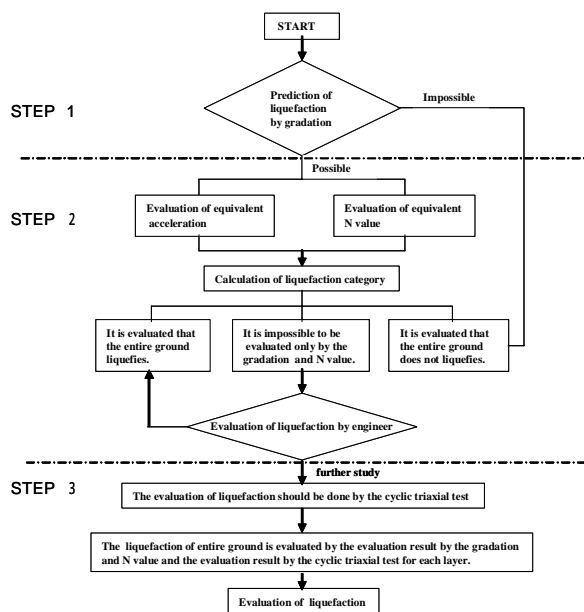 START
STEP 1
Prediction of
liquefaction
by gradation
Impossible
Possible
STEP 2
Evaluation of equivalent
acceleration
Evaluation of equivalent
N value
Calculation of liquefaction category
It is evaluated that
the entire ground
liquefies.
It is impossible to be
evaluated only by the
gradation and N value.
It is evaluated that
the entire ground
does not liquefies.
Evaluation of liquefaction by engineer
further study
STEP 3
The evaluation of liquefaction should be done by the cyclic triaxial test
The liquefaction of entire ground is evaluated by the evaluation result by the gradation
and N value and the evaluation result by the cyclic triaxial test for each layer.
Evaluation of liquefaction